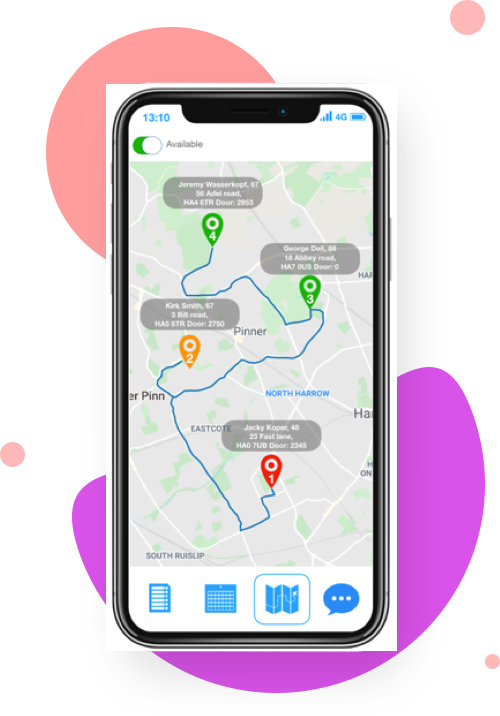 13:10
4G
Available
Jeremy Wasserkopf, 67
56 Adel road,
HA4 6TR Door: 2953
4
George Dell, 88
18 Abbey road,
HA7 0US Door: 0
HAR
3
Kirk Smith, 67
3 Bill road,
HA5 6TR Door: 2750
Pinner
2
er Pinn
NORTH HARROW
Har
EASTCOTE
Jacky Koper, 48
23 Fast lane,
HA0 7UB Door: 2345
H
ON
1
SOUTH RUISLIP